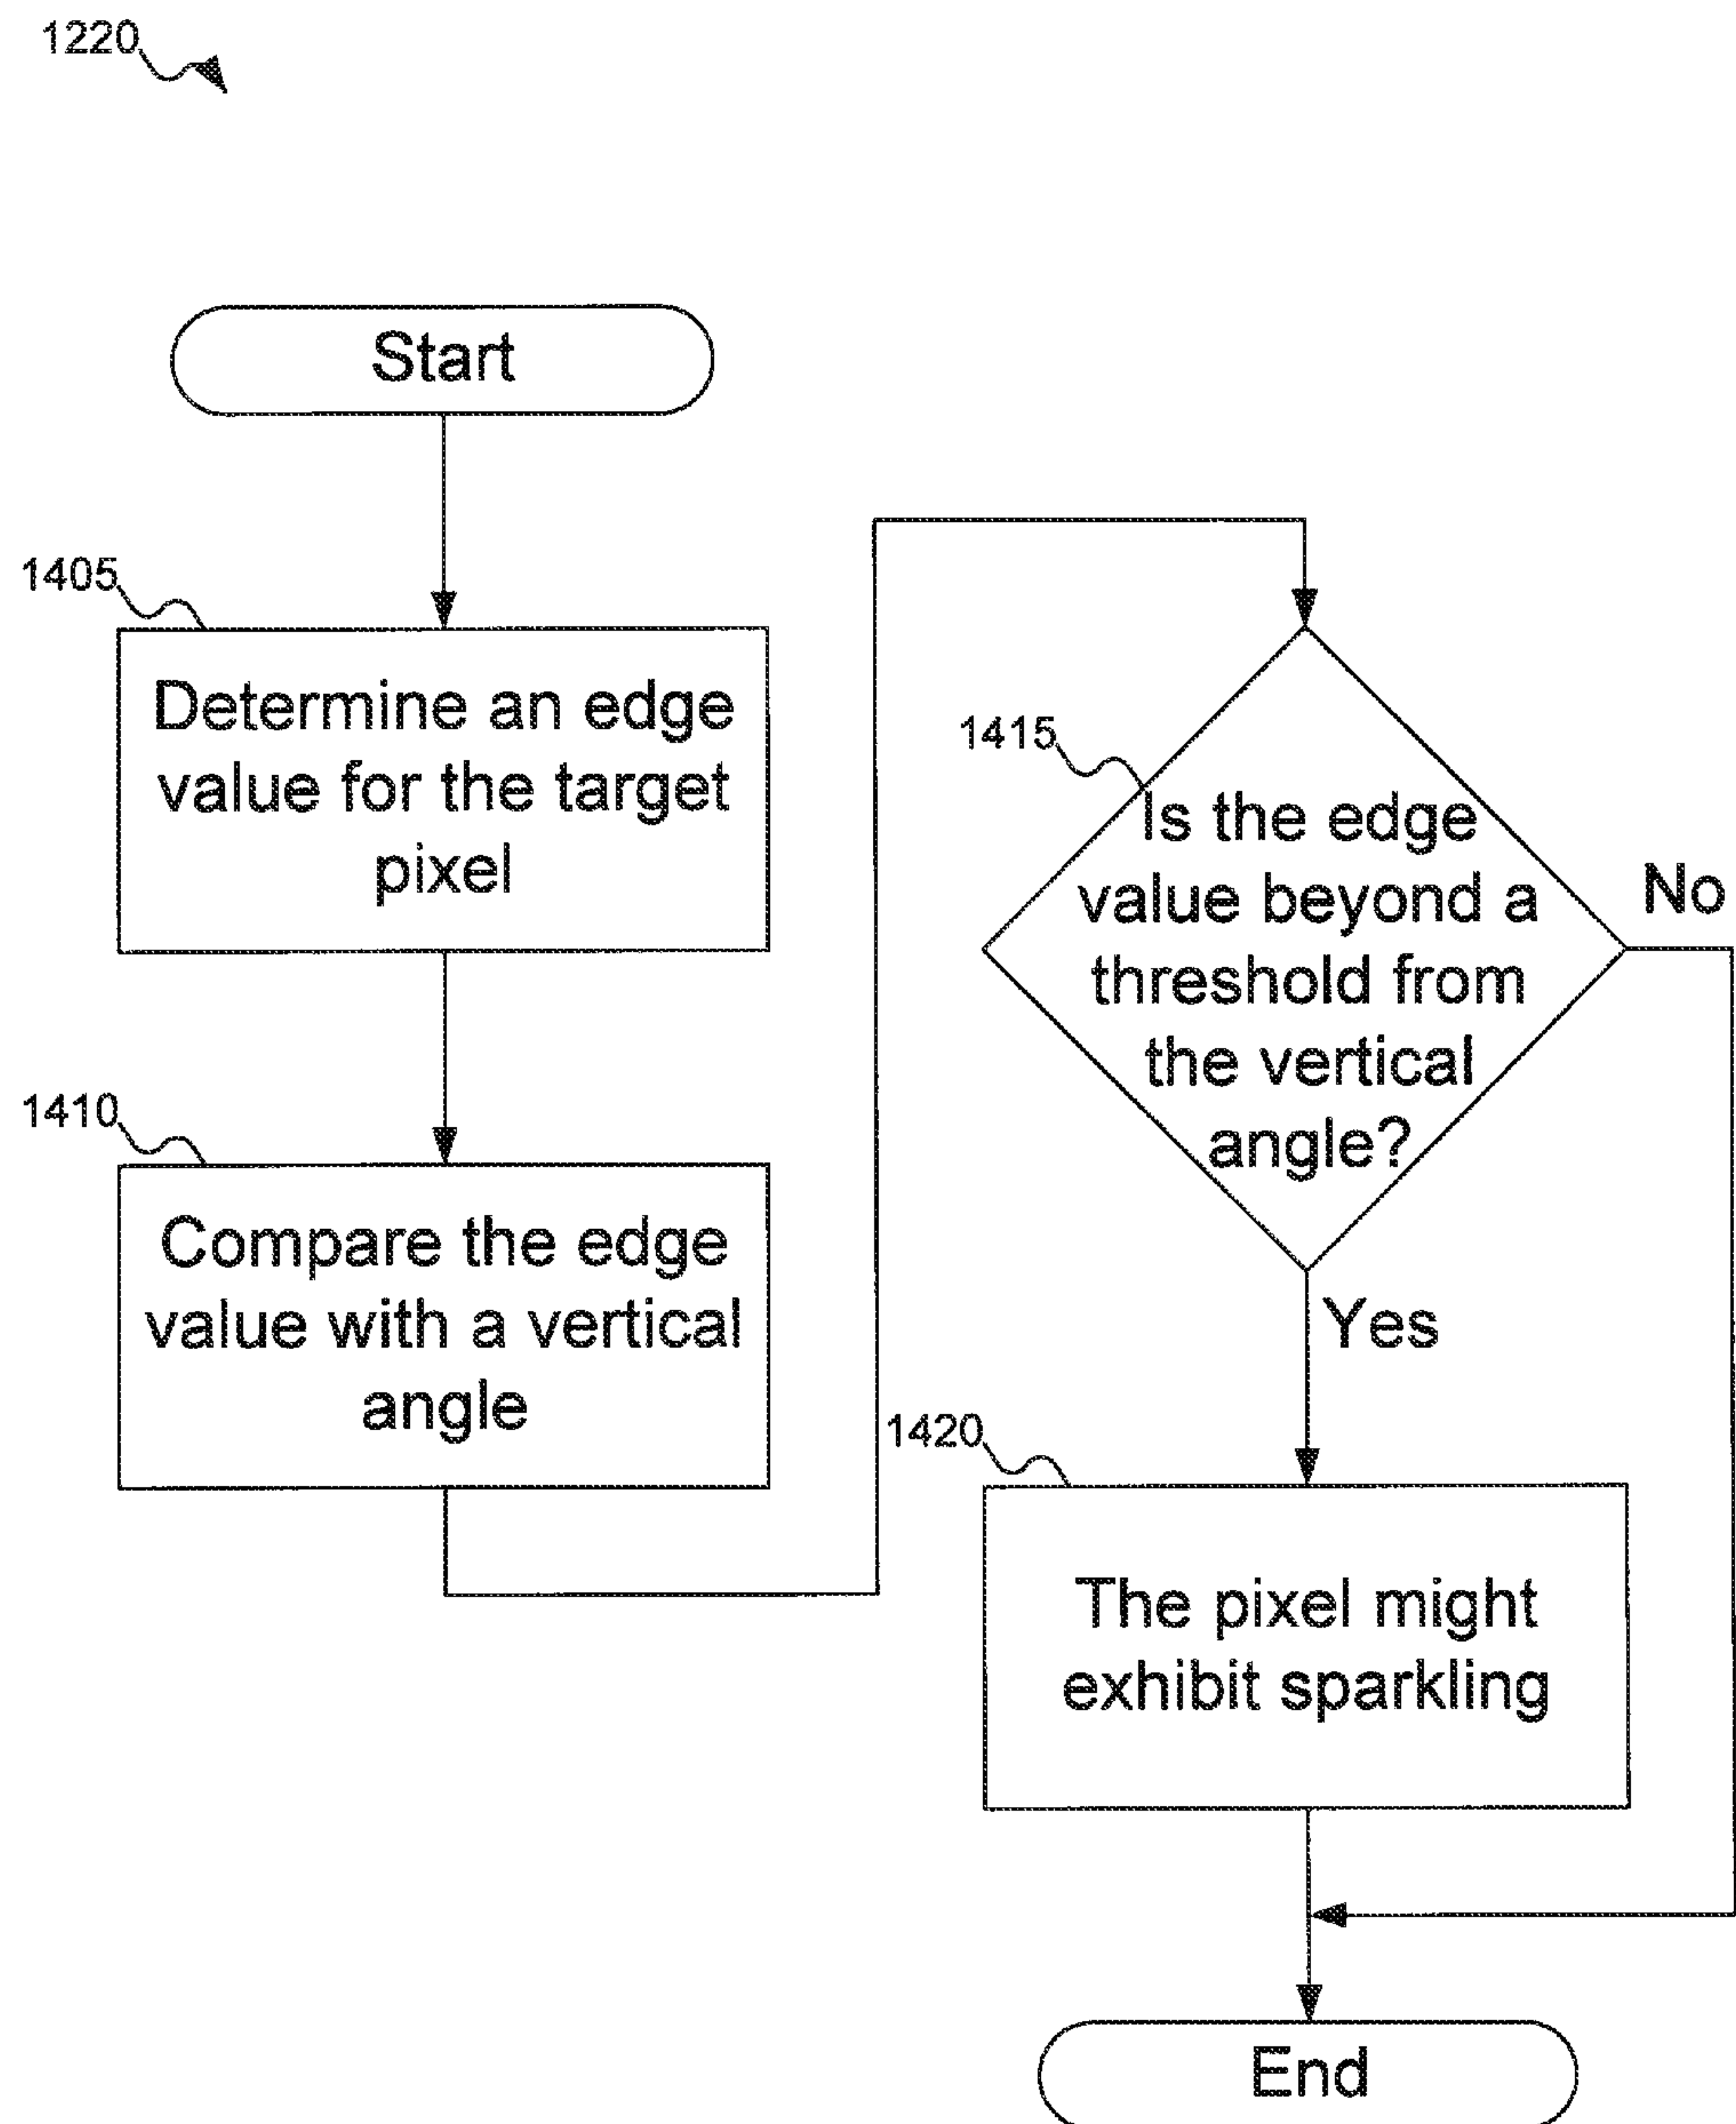 1220
Start
1405
Determine an edge
value for the target
pixel
1410
Compare the edge
value with a vertical
angle
1415
Is the edge
value beyond a
threshold from
the vertical
angle?
No
Yes
1420
The pixel might
exhibit sparkling
End